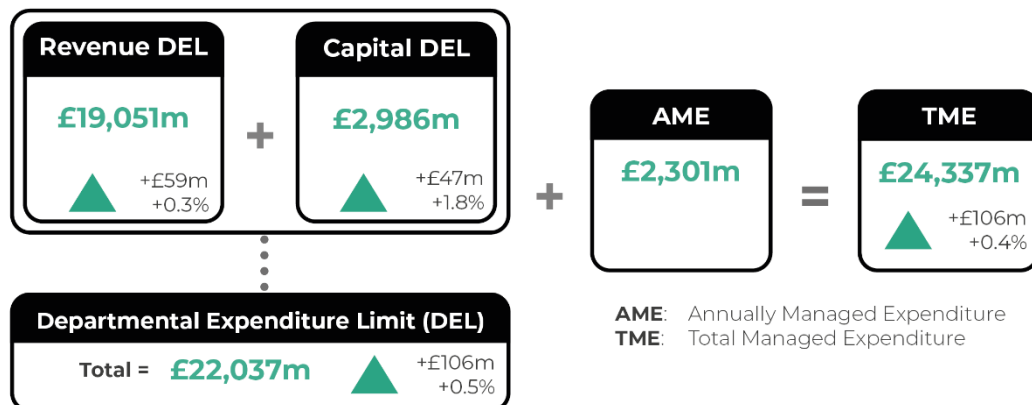 Revenue DEL
£19,051m
+£59m
+0.3%
+
Capital DEL
£2,986m
+£47m
+1.8%
+
AME
£2,301m
=
TME
£24,337m
+£106m
+0.4%
Departmental Expenditure Limit (DEL)
Total = £22,037m
+£106m
+0.5%
AME: Annually Managed Expenditure
TME: Total Managed Expenditure